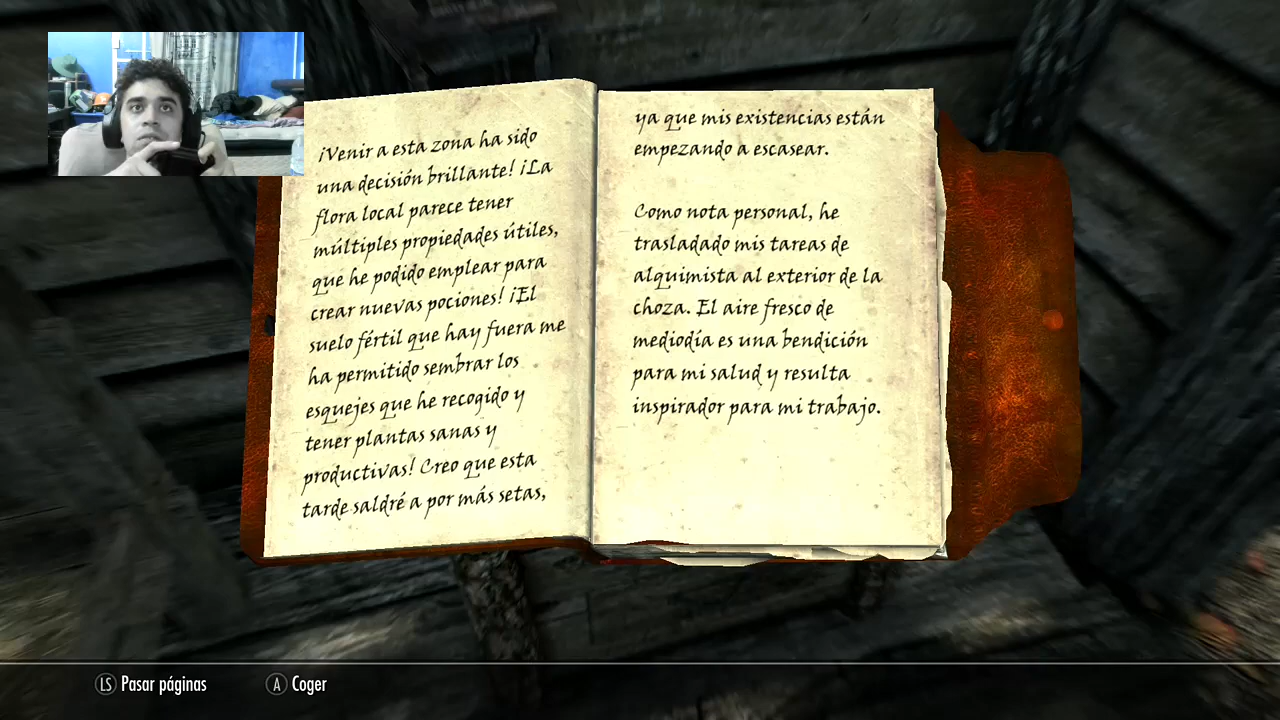 ¡Venir a esta zona ha sido
una decisión brillante! ¡La
flora local parece tener
múltiples propiedades útiles,
que he podido emplear para
crear nuevas pociones! ¡El
suelo fértil que hay fuera me
ha permitido sembrar los
esquejes que he recogido y
tener plantas sanas y
productivas! Creo que esta
tarde saldré a por más setas,
ya que mis existencias están
empezando a escasear.
Como nota personal, he
trasladado mis tareas de
alquimista al exterior de la
choza. El aire fresco de
mediodía es una bendición
para mi salud y resulta
inspirador para mi trabajo.
LS Pasar páginas
A Coger